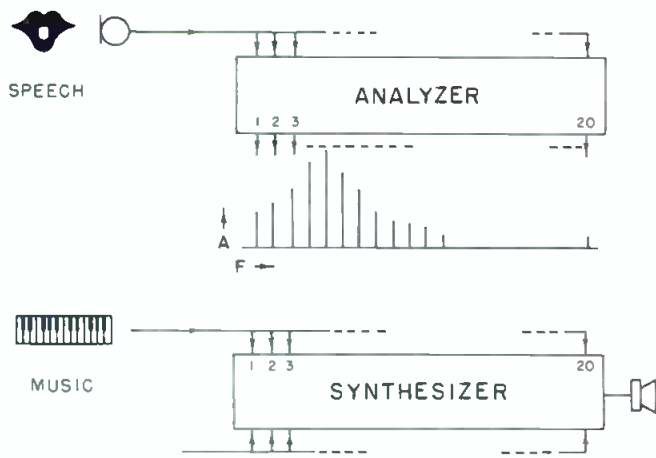 SPEECH
ANALYZER
1 2 3 20
A
F
MUSIC
1 2 3 20
SYNTHESIZER